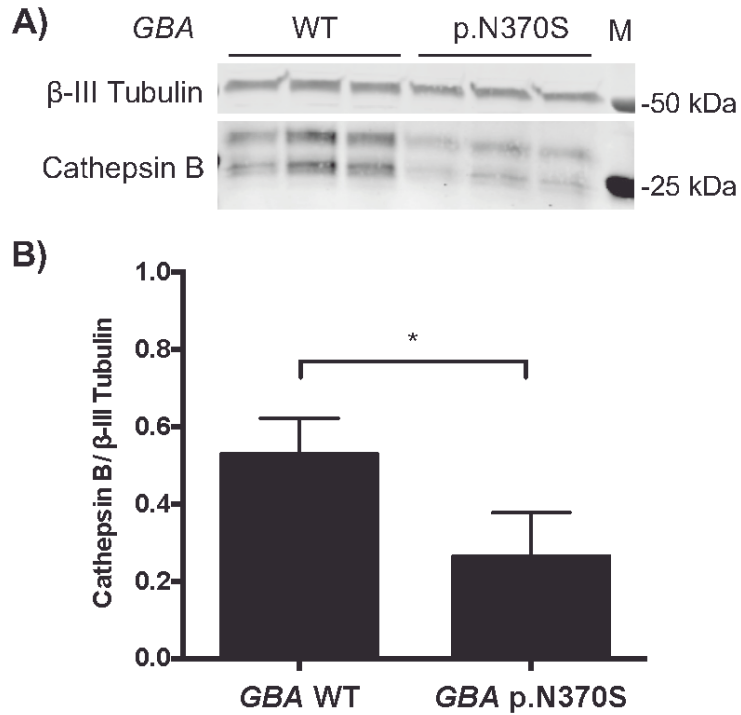 A) GBA WT p.N370S M
β-III Tubulin -50 kDa
Cathepsin B -25 kDa
B)
Cathepsin B / β-III Tubulin
1.0
0.8
0.6
0.4
0.2
0.0
*
GBA WT GBA p.N370S